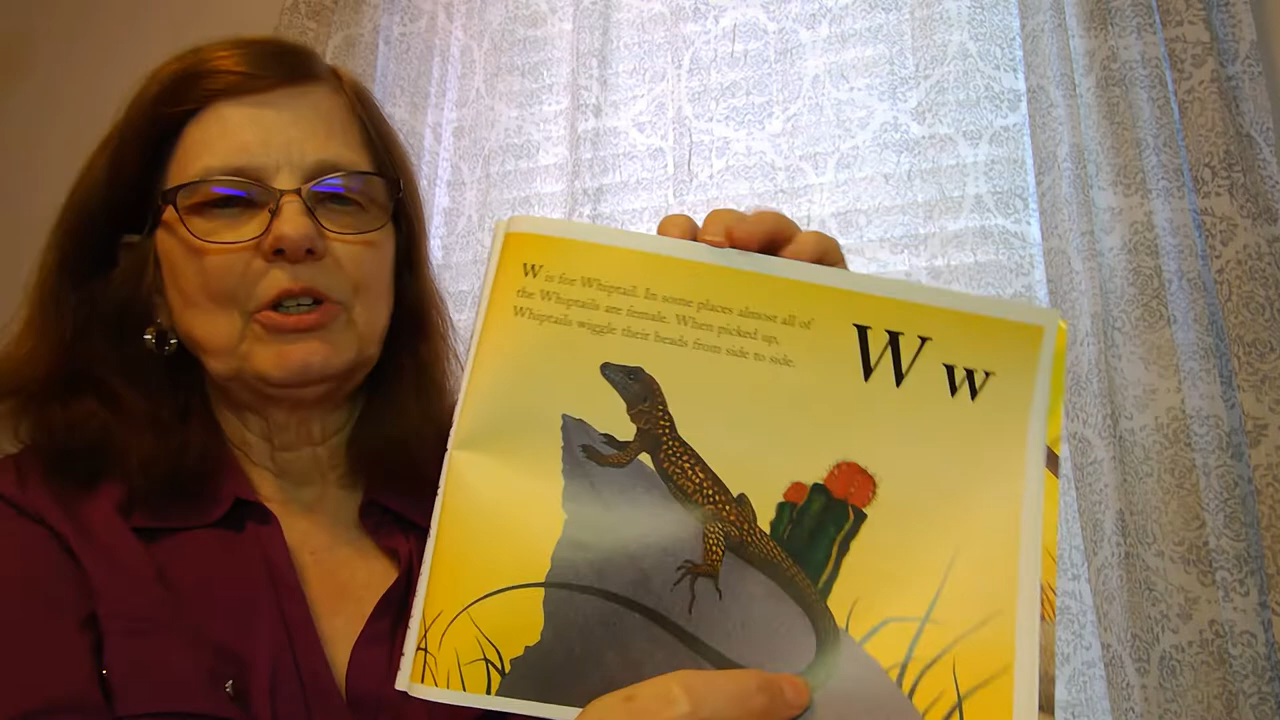 W is for Whiptail. In some places almost all of
the Whiptails are female. When picked up,
Whiptails wiggle their heads from side to side.
W w